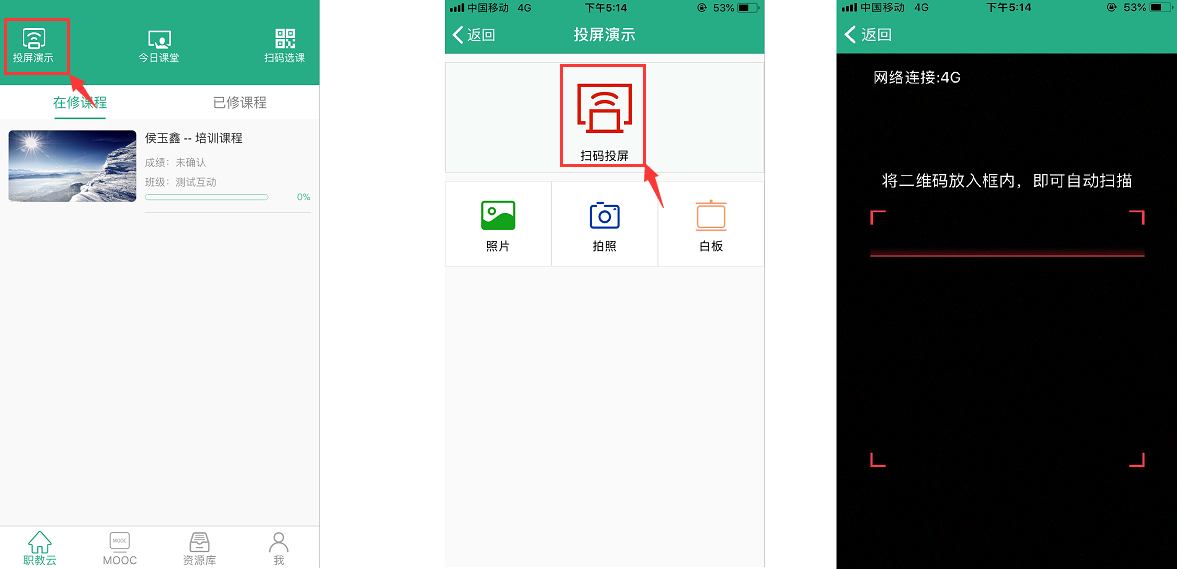 投屏演示
今日课堂
扫码选课
在修课程
已修课程
侯玉鑫 -- 培训课程
成绩：未确认
班级：测试互动
0%
职教云
MOOC
MOOC
资源库
我
中国移动 4G 下午5:14 53%
返回
投屏演示
扫码投屏
照片
拍照
白板
中国移动 4G 下午5:14 53%
返回
网络连接:4G
将二维码放入框内，即可自动扫描